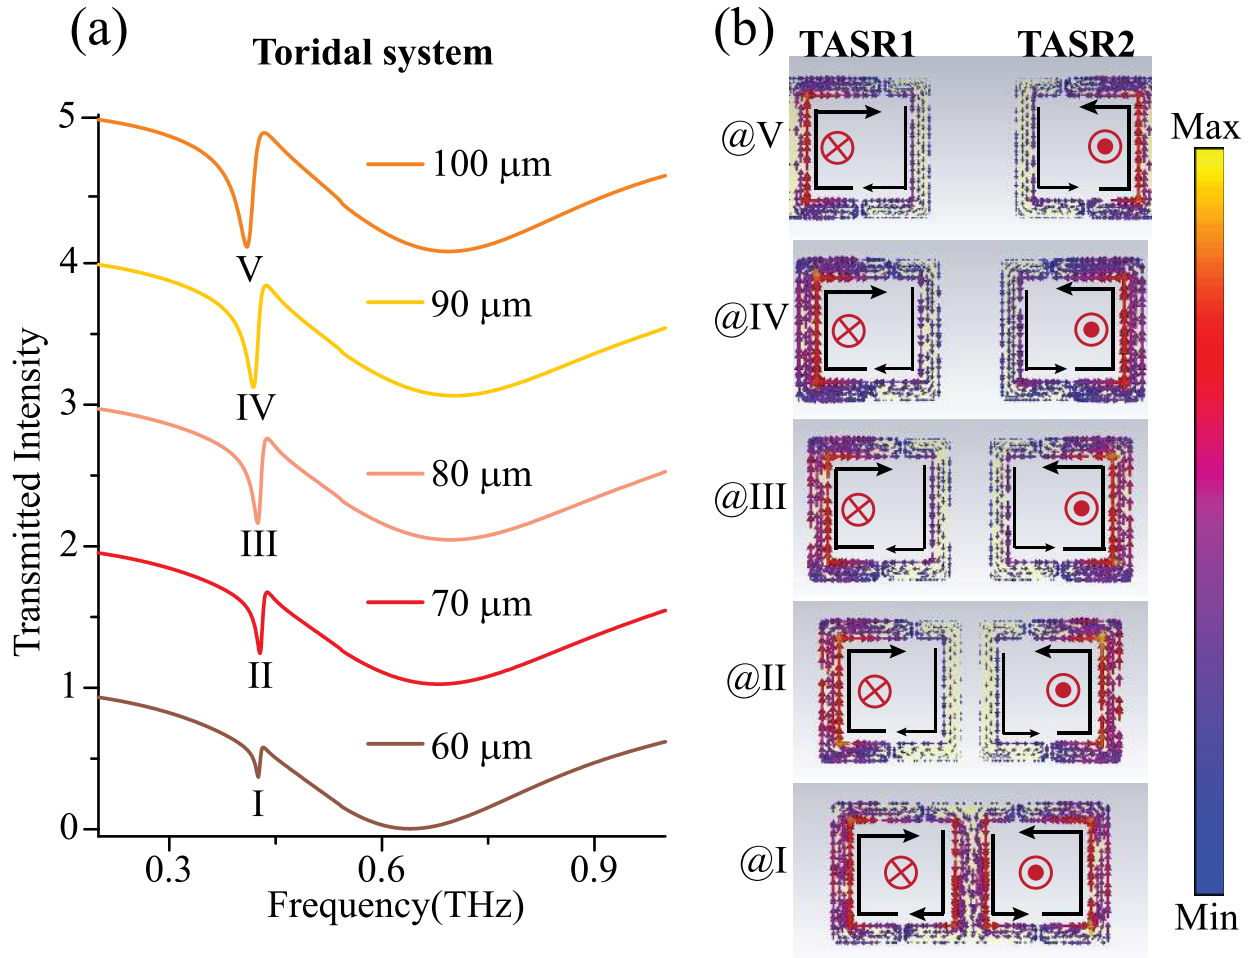 (a)
Toridal system
5
4
3
2
1
0
Transmitted Intensity
100 μm
V
90 μm
IV
80 μm
III
70 μm
II
60 μm
I
0.3 0.6 0.9
Frequency(THz)
(b)
TASR1 TASR2
@V
@IV
@III
@II
@I
Max
Min